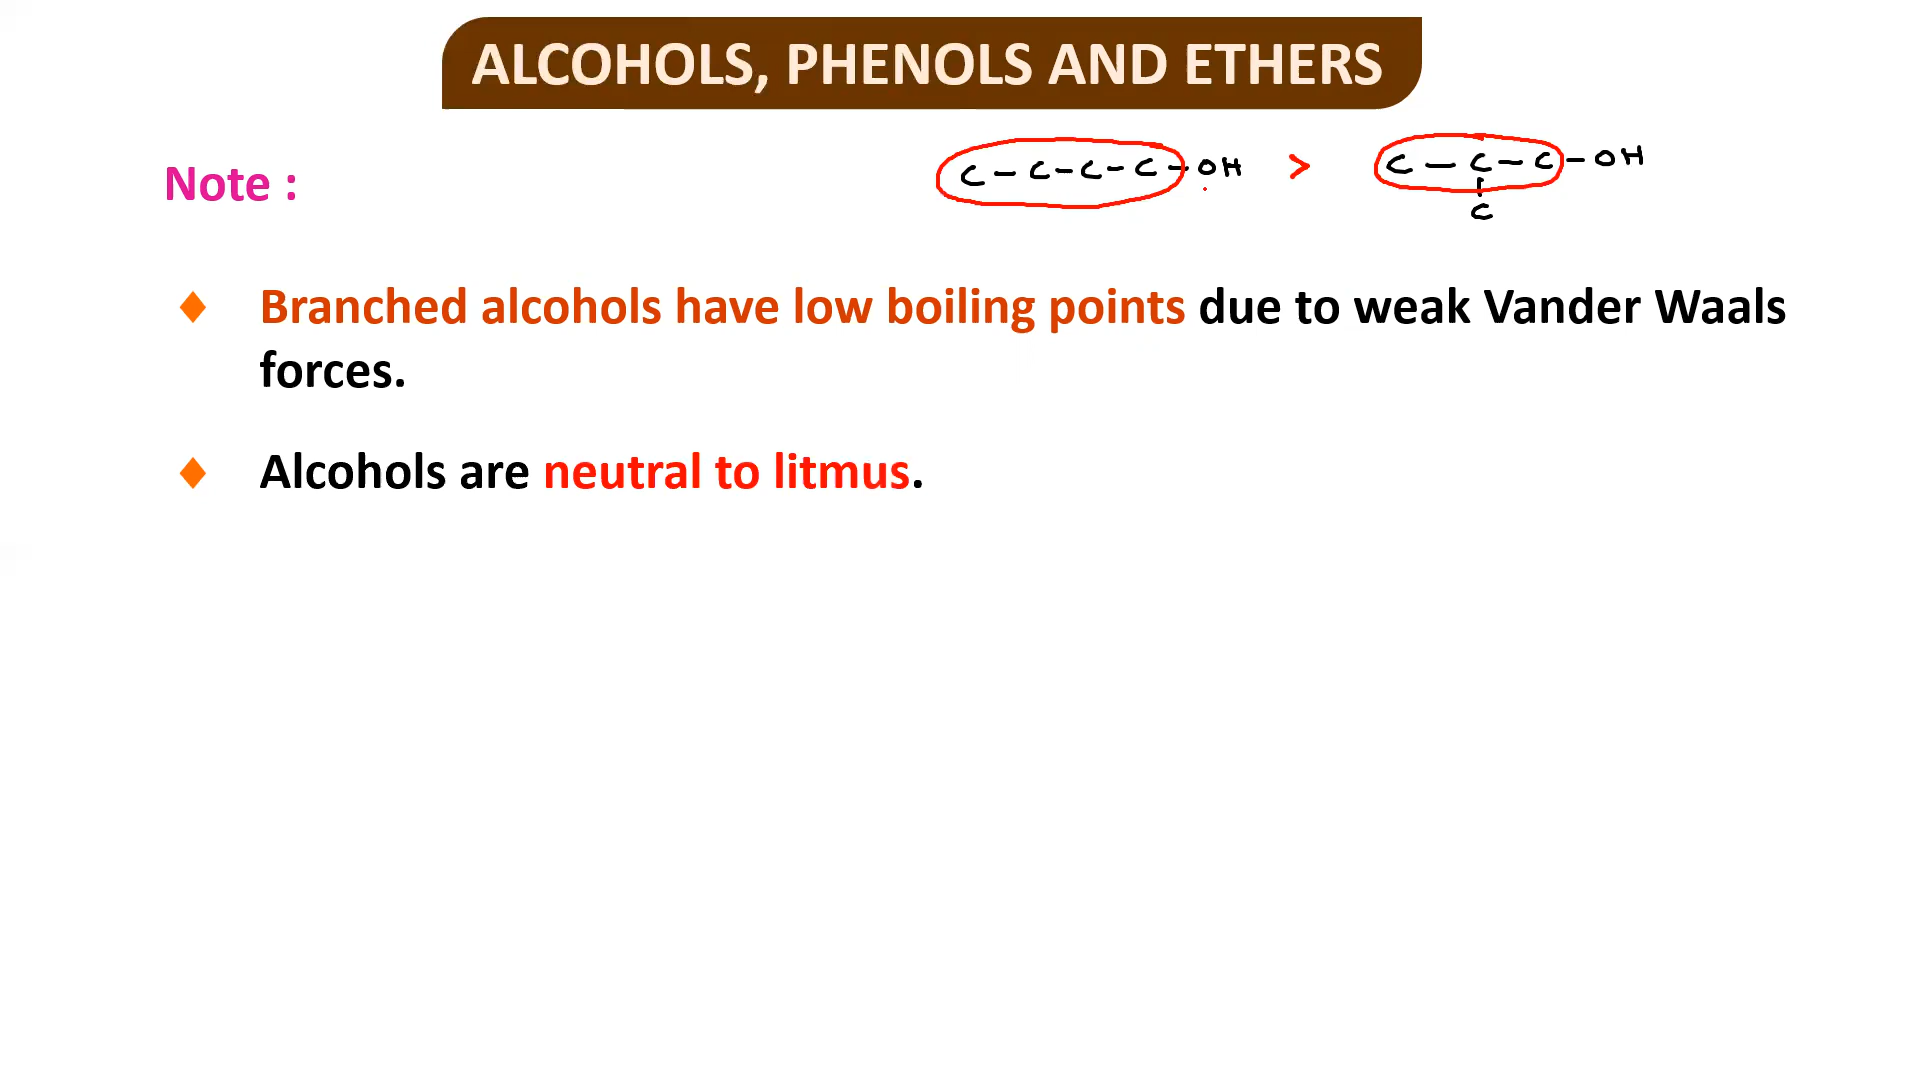 ALCOHOLS, PHENOLS AND ETHERS
C - C - C - C - OH > C - C - C - OH
C
Note :
Branched alcohols have low boiling points due to weak Vander Waals
forces.
Alcohols are neutral to litmus.